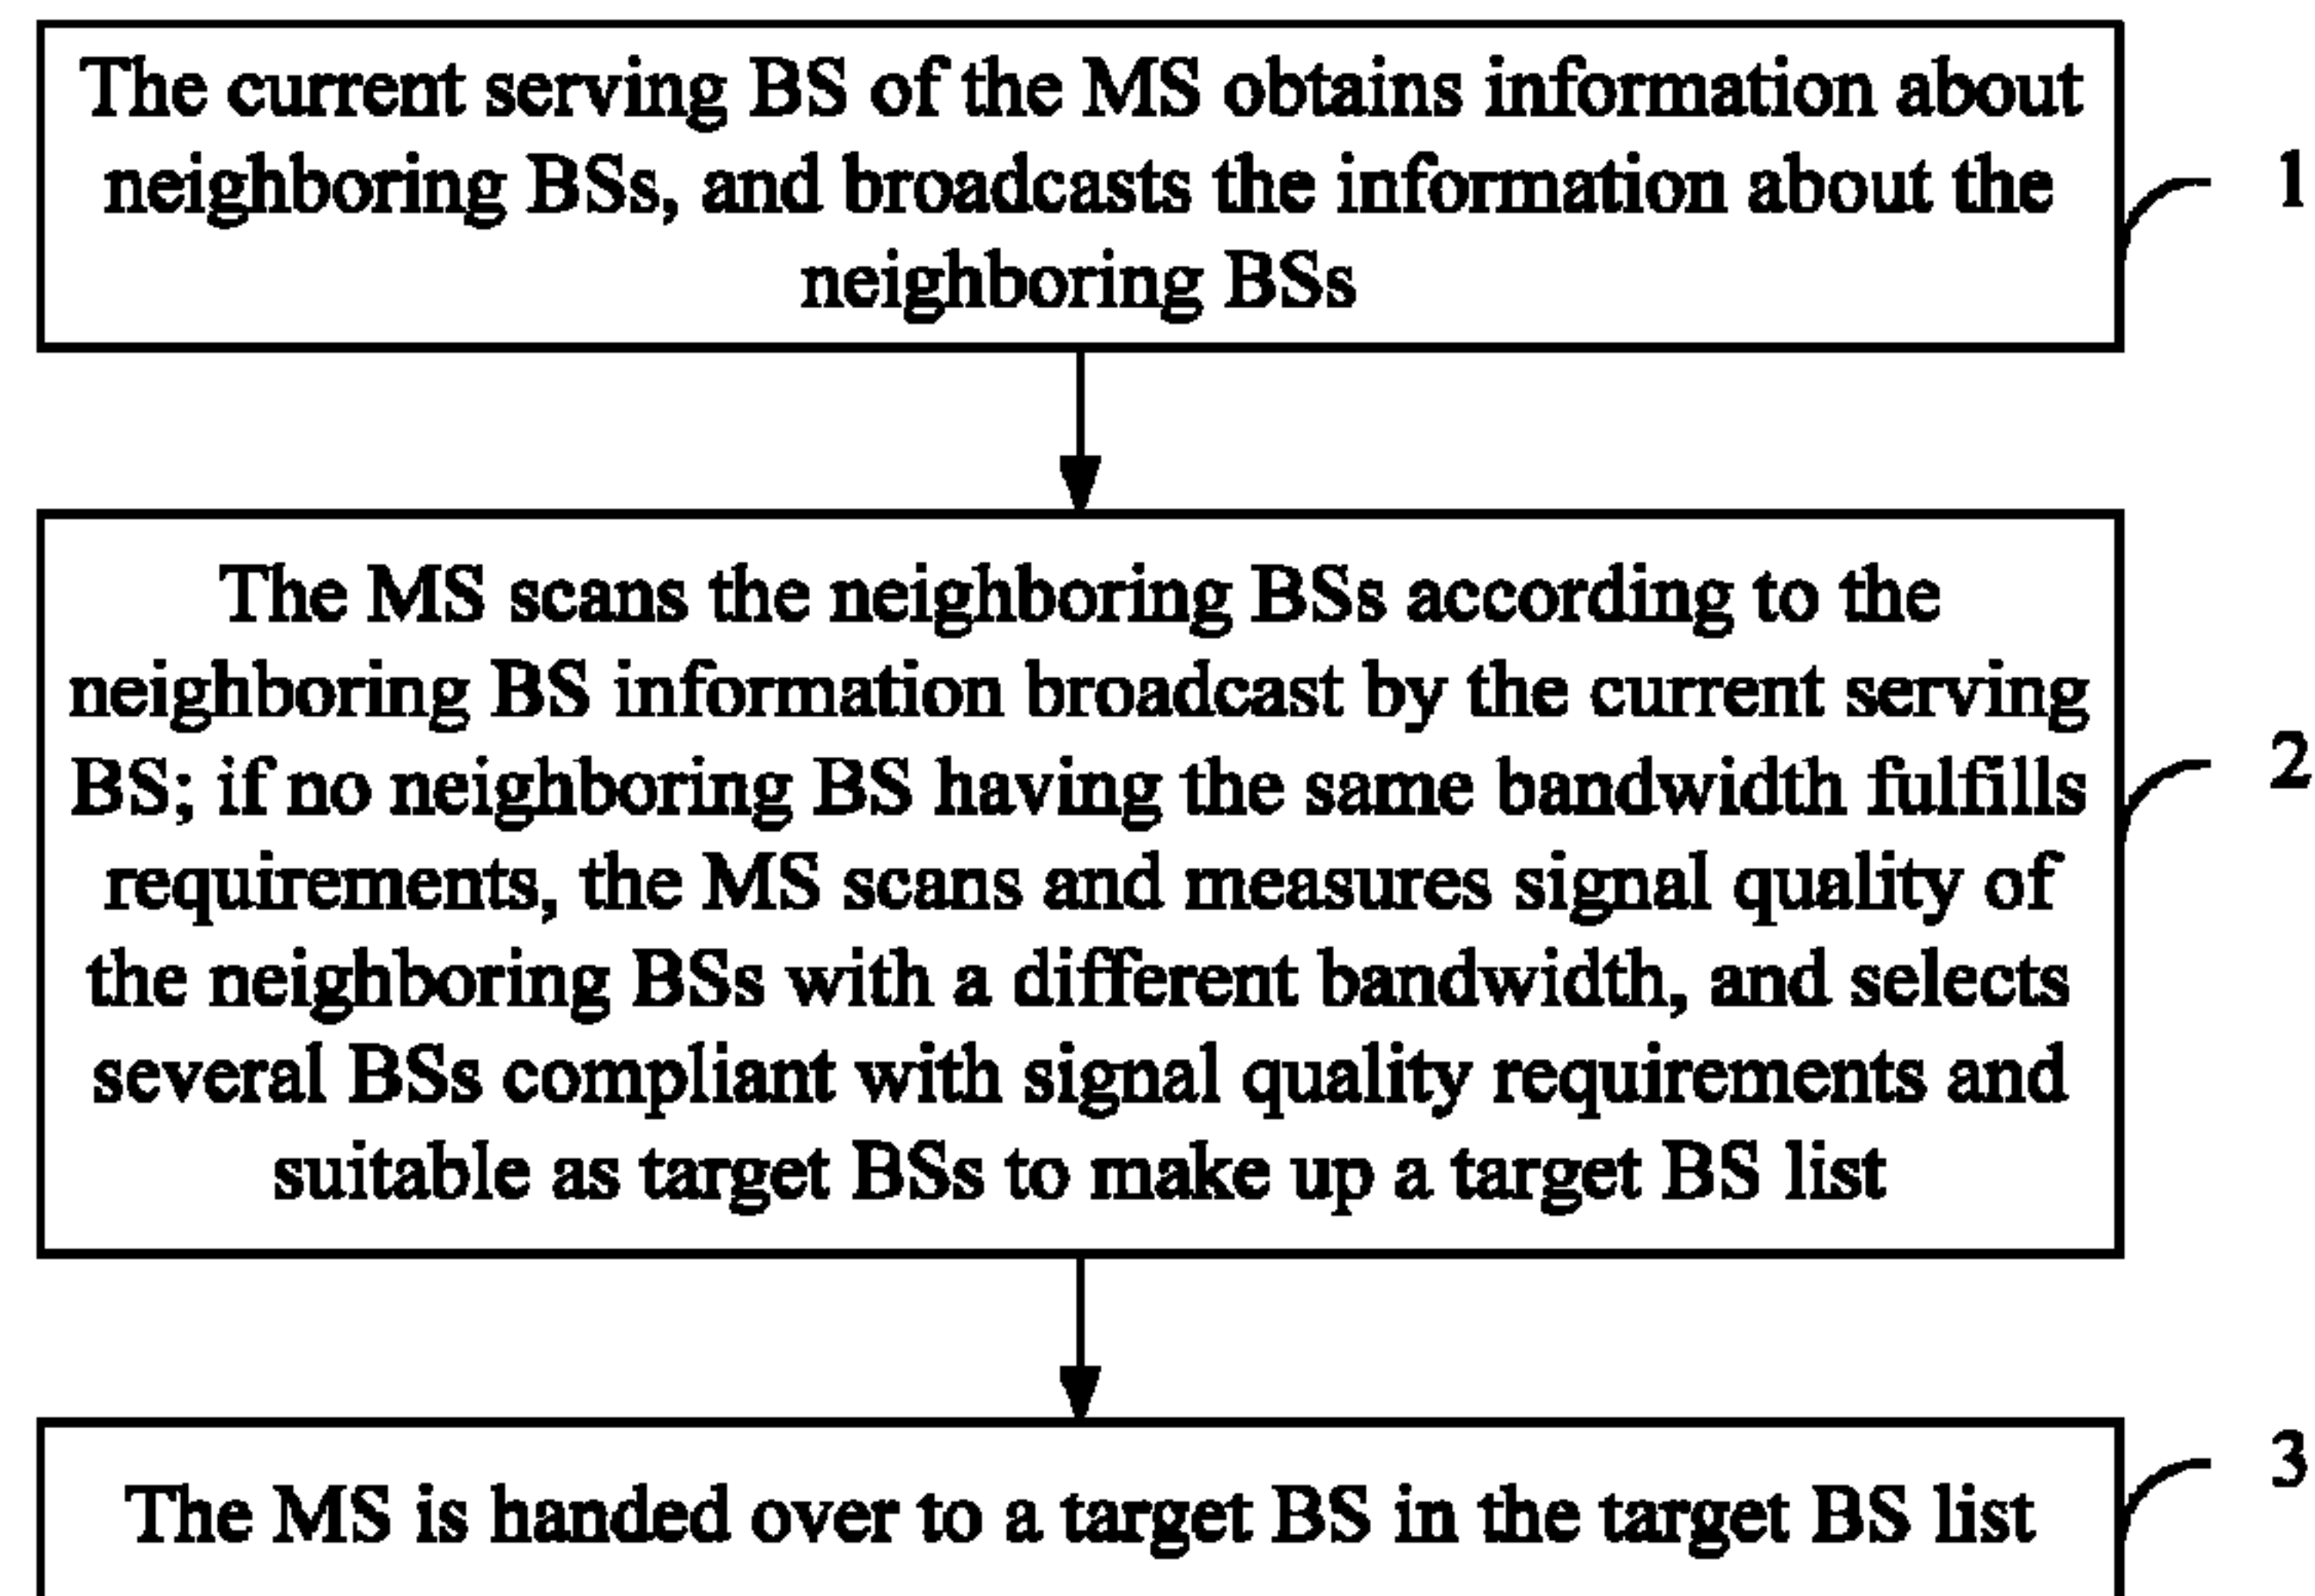 The current serving BS of the MS obtains information about
neighboring BSs, and broadcasts the information about the
neighboring BSs
1
The MS scans the neighboring BSs according to the
neighboring BS information broadcast by the current serving
BS; if no neighboring BS having the same bandwidth fulfills
requirements, the MS scans and measures signal quality of
the neighboring BSs with a different bandwidth, and selects
several BSs compliant with signal quality requirements and
suitable as target BSs to make up a target BS list
2
The MS is handed over to a target BS in the target BS list
3